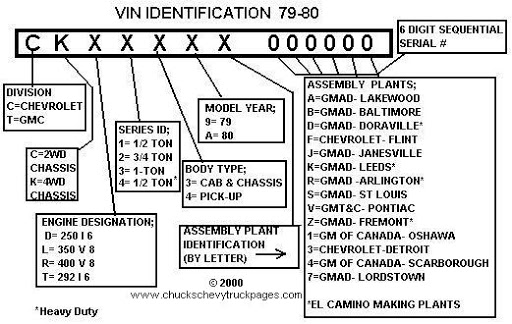 VIN IDENTIFICATION 79-80
C K X X X X X 000000
6 DIGIT SEQUENTIAL
SERIAL #
DIVISION
C=CHEVROLET
T=GMC
C=2WD
CHASSIS
K=4WD
CHASSIS
ENGINE DESIGNATION;
D= 250 I 6
L= 350 V 8
R= 400 V 8
T= 292 I 6
SERIES ID;
1= 1/2 TON
2= 3/4 TON
3= 1-TON
4= 1/2 TON*
BODY TYPE;
3= CAB & CHASSIS
4= PICK-UP
MODEL YEAR;
9= 79
A= 80
ASSEMBLY PLANT
IDENTIFICATION
(BY LETTER)
ASSEMBLY PLANTS;
A=GMAD- LAKEWOOD
B=GMAD- BALTIMORE
D=GMAD- DORAVILLE*
F=CHEVROLET- FLINT
J=GMAD- JANESVILLE
K=GMAD- LEEDS*
R=GMAD- ARLINGTON*
S=GMAD- ST LOUIS
V=GMT&C- PONTIAC
Z=GMAD- FREMONT*
1=GM OF CANADA- OSHAWA
3=CHEVROLET-DETROIT
4=GM OF CANADA- SCARBOROUGH
7=GMAD- LORDSTOWN
*EL CAMINO MAKING PLANTS
© 2000
www.chuckschevytruckpages.com
*Heavy Duty